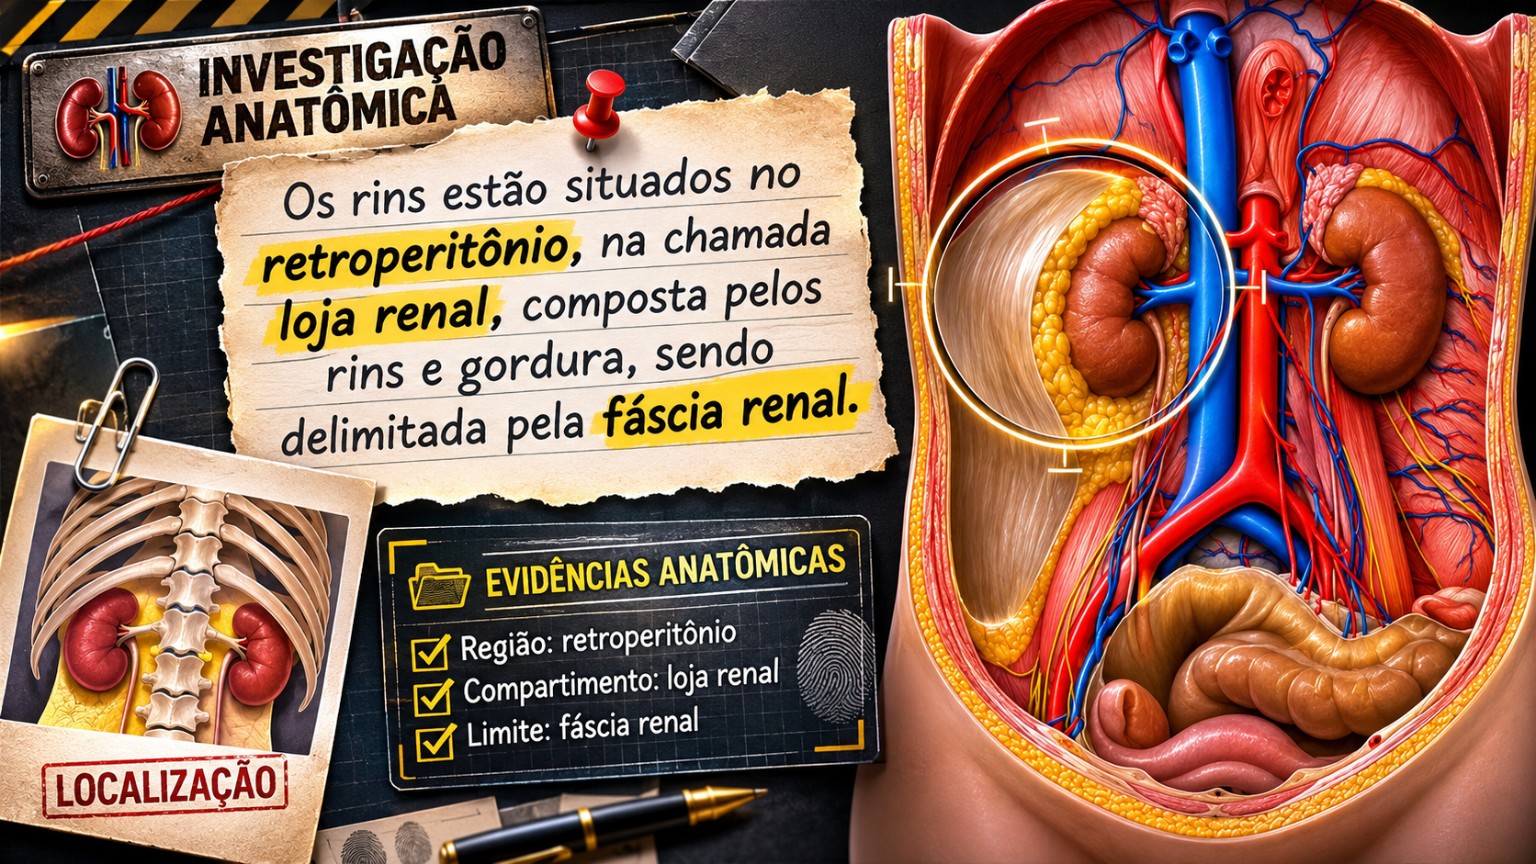 INVESTIGAÇÃO
ANATÔMICA
Os rins estão situados no
retroperitônio, na chamada
loja renal, composta pelos
rins e gordura, sendo
delimitada pela fáscia renal.
EVIDÊNCIAS ANATÔMICAS
Região: retroperitônio
Compartimento: loja renal
Limite: fáscia renal
LOCALIZAÇÃO